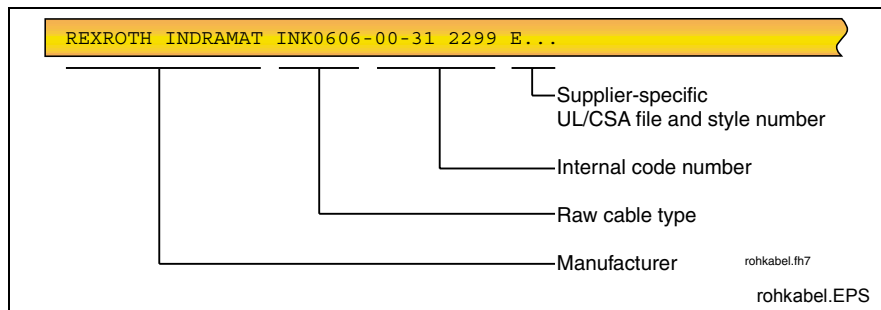 REXROTH INDRAMAT INK0606-00-31 2299 E...
Supplier-specific
UL/CSA file and style number
Internal code number
Raw cable type
Manufacturer
rohkabel.fh7
rohkabel.EPS